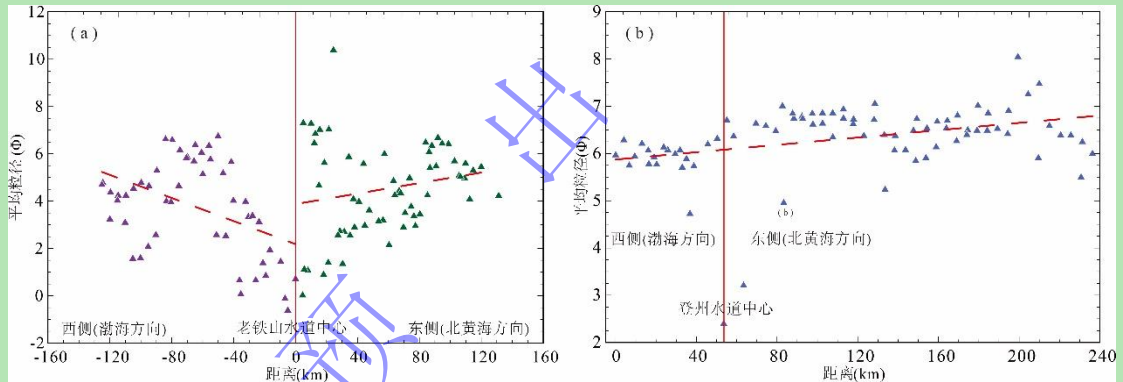 (a)
平均粒径(Φ)
12
10
8
6
4
2
0
-2
西侧(渤海方向)
老铁山水道中心
东侧(北黄海方向)
-160
-120
-80
-40
0
40
80
120
160
距离(km)
(b)
平均粒径(Φ)
9
8
7
6
5
4
3
2
(b)
西侧(渤海方向)
东侧(北黄海方向)
登州水道中心
0
40
80
120
160
200
240
距离(km)
出